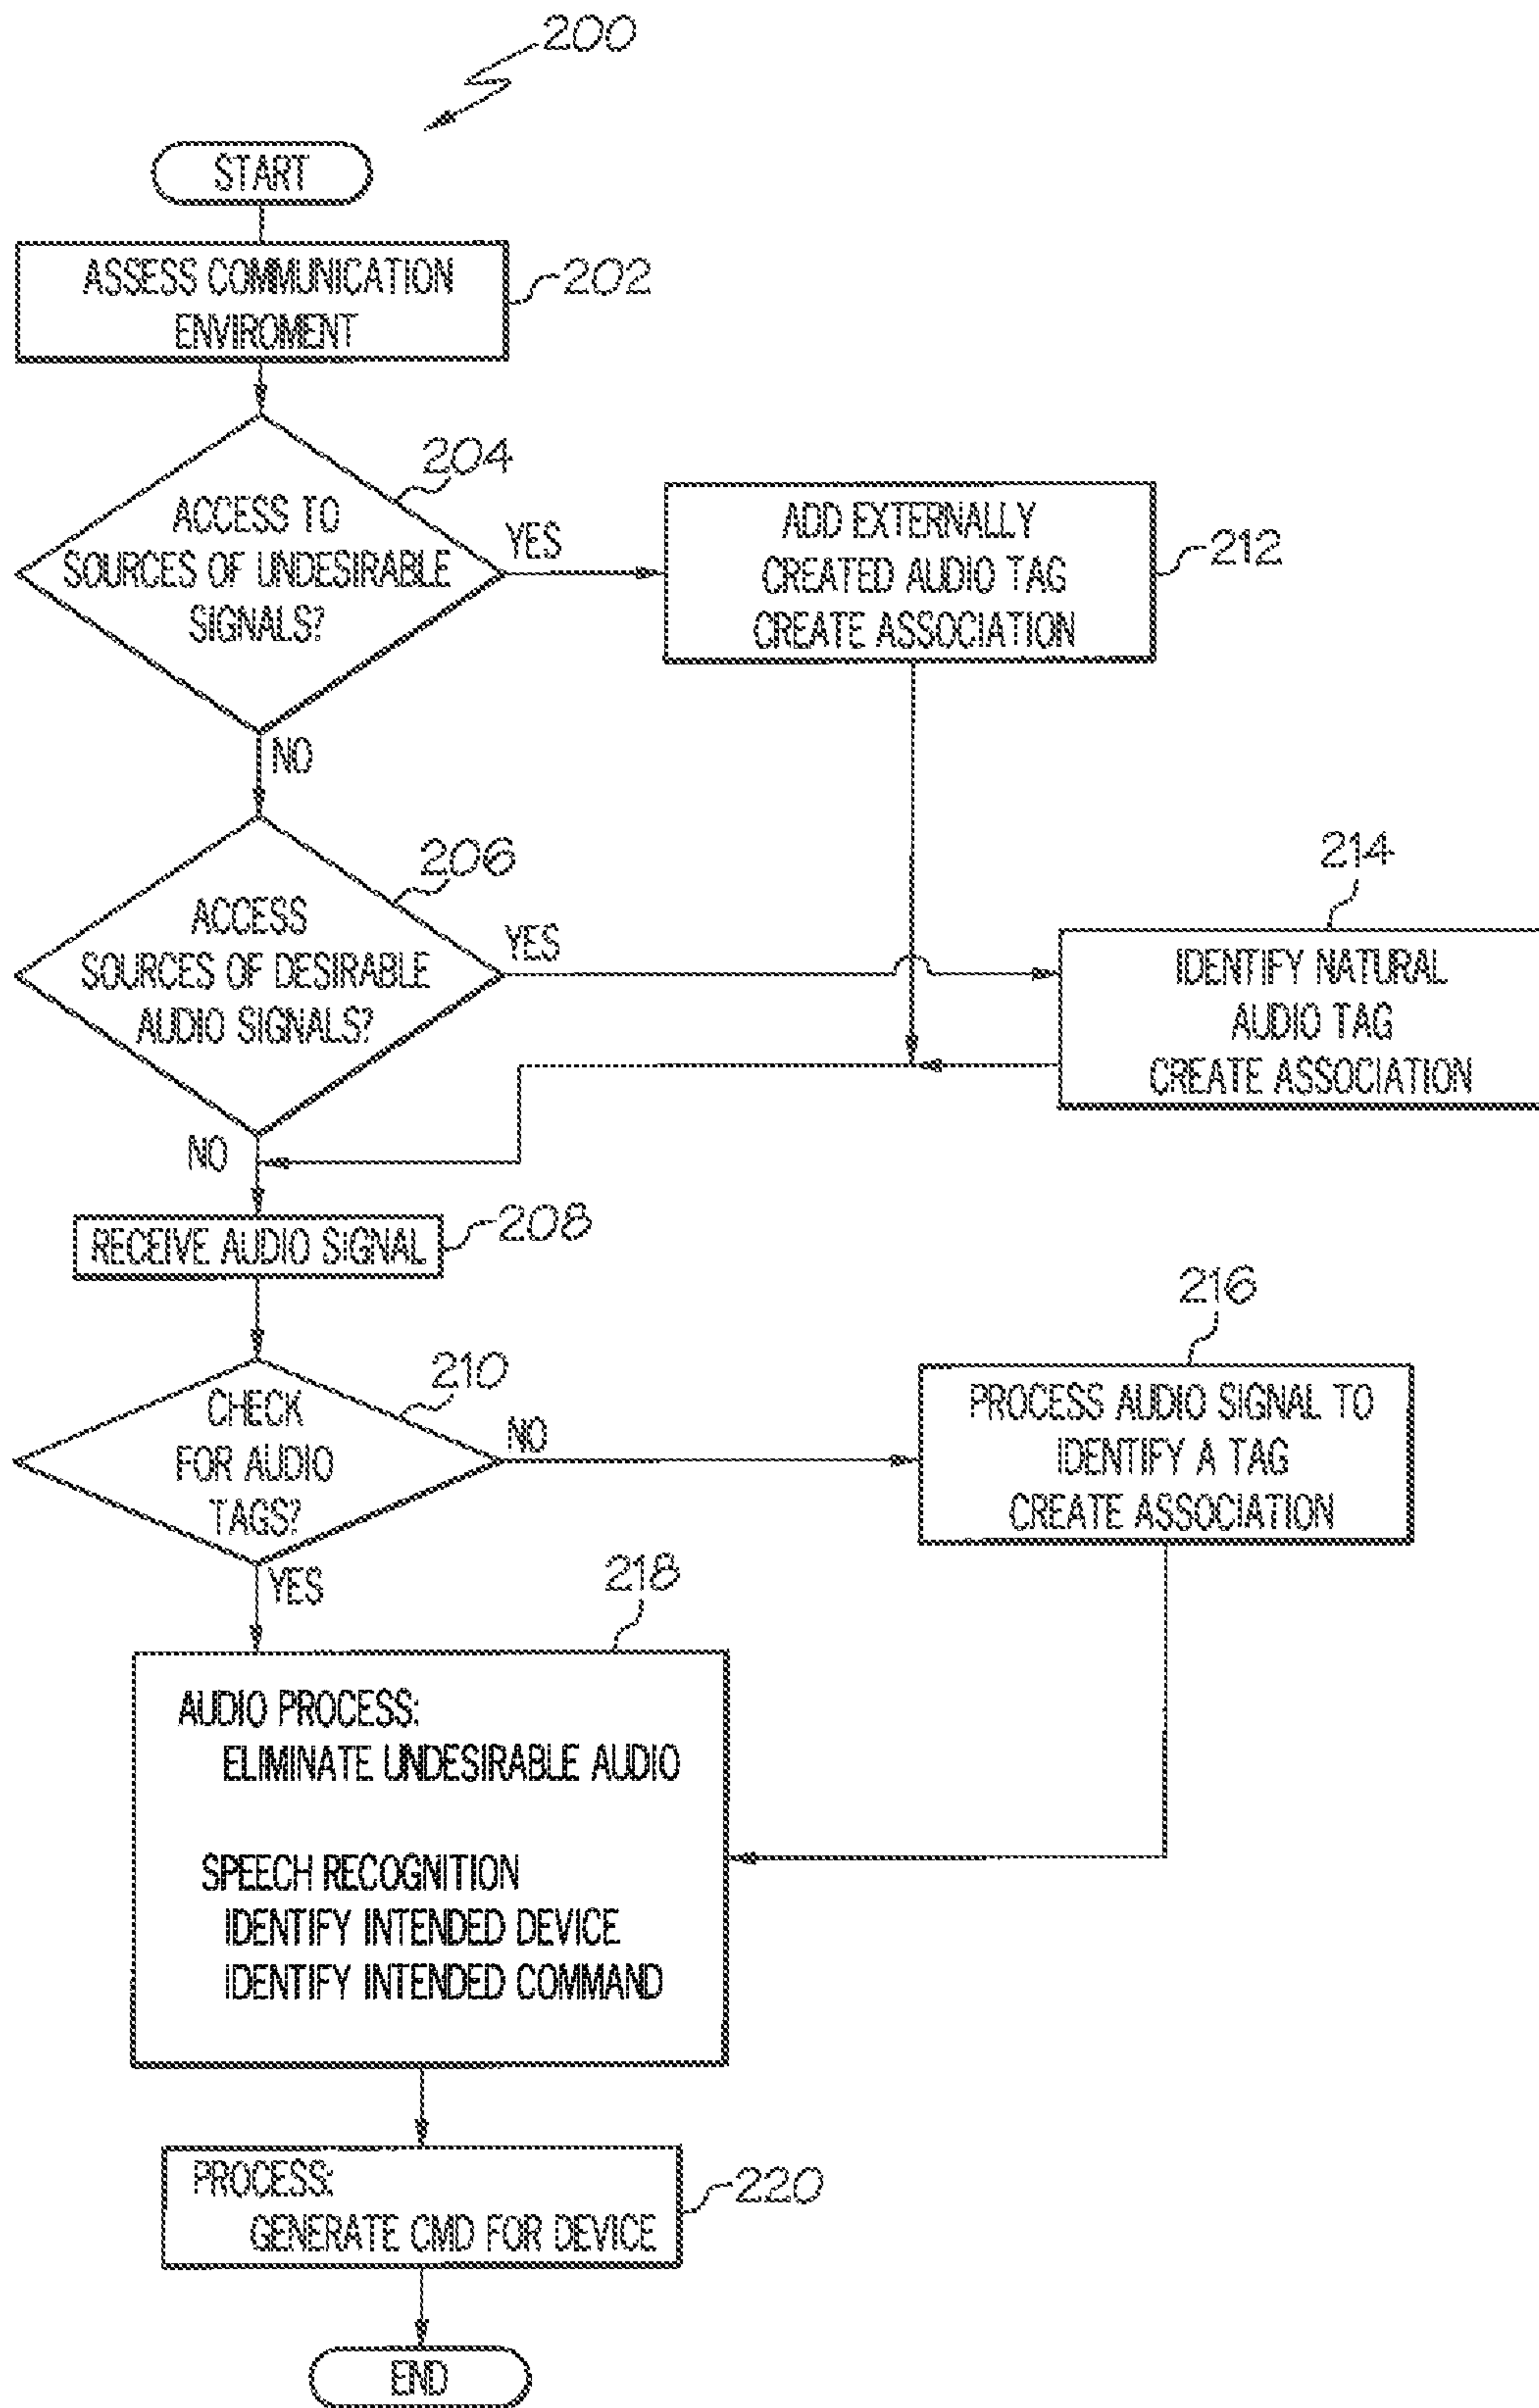 200
START
ASSESS COMMUNICATION
ENVIROMENT
202
204
ACCESS TO
SOURCES OF UNDESIRABLE
SIGNALS?
YES
ADD EXTERNALLY
CREATED AUDIO TAG
CREATE ASSOCIATION
212
NO
206
ACCESS
SOURCES OF DESIRABLE
AUDIO SIGNALS?
YES
214
IDENTIFY NATURAL
AUDIO TAG
CREATE ASSOCIATION
NO
RECEIVE AUDIO SIGNAL
208
210
CHECK
FOR AUDIO
TAGS?
NO
216
PROCESS AUDIO SIGNAL TO
IDENTIFY A TAG
CREATE ASSOCIATION
YES
218
AUDIO PROCESS:
ELIMINATE UNDESIRABLE AUDIO
SPEECH RECOGNITION
IDENTIFY INTENDED DEVICE
IDENTIFY INTENDED COMMAND
PROCESS:
GENERATE CMD FOR DEVICE
220
END